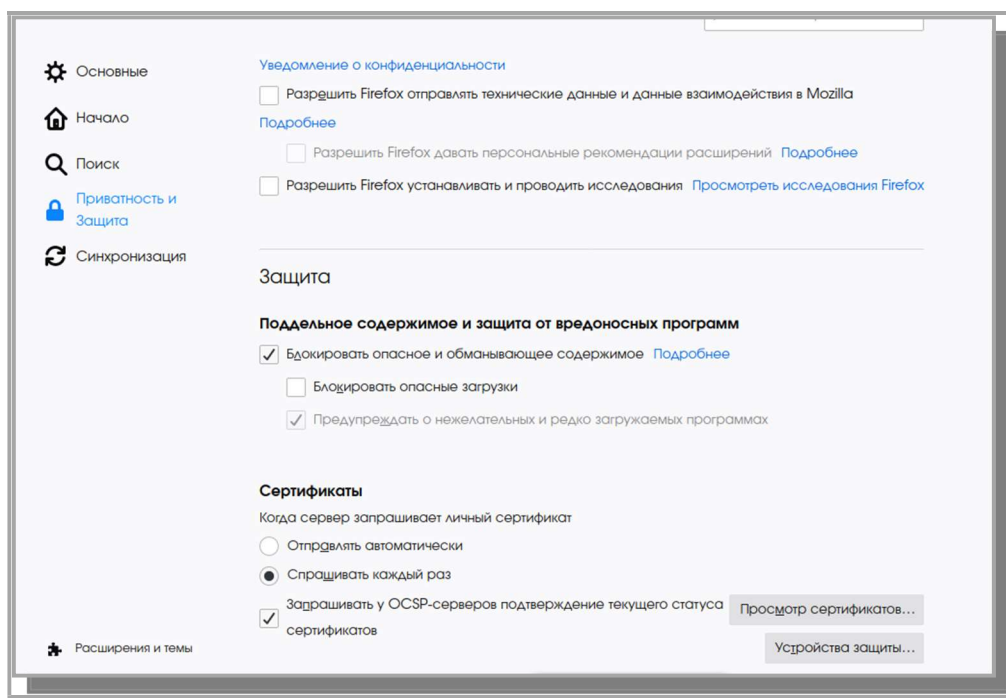 Основные
Начало
Поиск
Приватность и
Защита
Синхронизация
Расширения и темы
Уведомление о конфиденциальности
Разрешить Firefox отправлять технические данные и данные взаимодействия в Mozilla
Подробнее
Разрешить Firefox давать персональные рекомендации расширений Подробнее
Разрешить Firefox устанавливать и проводить исследования Просмотреть исследования Firefox
Защита
Поддельное содержимое и защита от вредоносных программ
Блокировать опасное и обманывающее содержимое Подробнее
Блокировать опасные загрузки
Предупреждать о нежелательных и редко загружаемых программах
Сертификаты
Когда сервер запрашивает личный сертификат
Отправлять автоматически
Спрашивать каждый раз
Запрашивать у OCSP-серверов подтверждение текущего статуса
сертификатов
Просмотр сертификатов...
Устройства защиты...